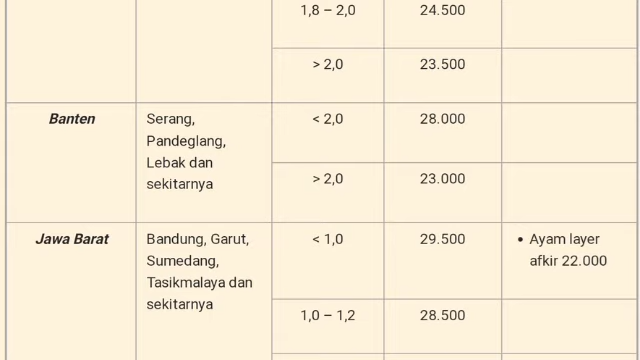 1,8 – 2,0 24.500
> 2,0 23.500
Banten Serang, < 2,0 28.000
Pandeglang,
Lebak dan
sekitarnya
> 2,0 23.000
Jawa Barat Bandung, Garut, < 1,0 29.500 • Ayam layer
Sumedang, afkir 22.000
Tasikmalaya dan
sekitarnya
1,0 – 1,2 28.500